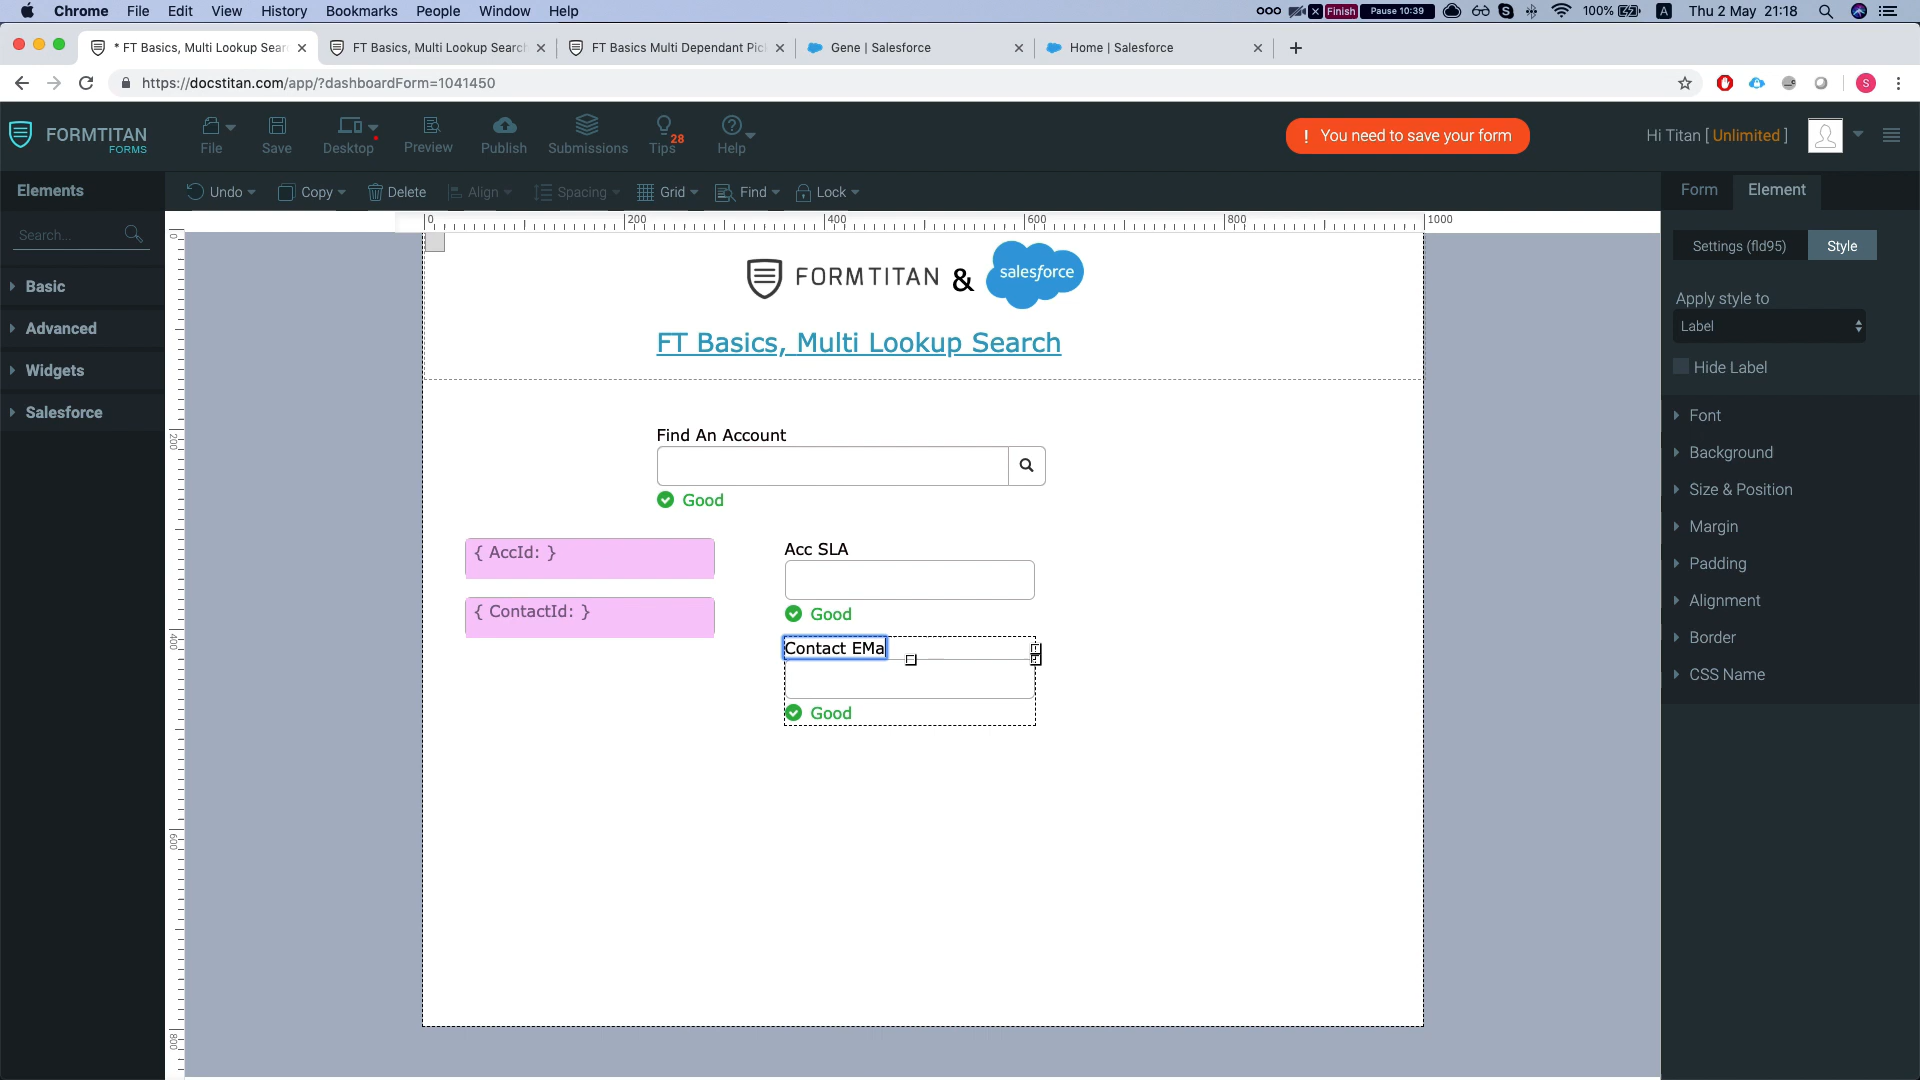 Chrome File Edit View History Bookmarks People Window Help Finish Pause 10:39 100% A Thu 2 May 21:18
* FT Basics, Multi Lookup Sear FT Basics, Multi Lookup Search FT Basics Multi Dependant Pic Gene | Salesforce Home | Salesforce
https://docstitan.com/app/?dashboardForm=1041450 S
FORMTITAN
FORMS
File Save Desktop Preview Publish Submissions Tips 28 Help
! You need to save your form
Hi Titan [ Unlimited ]
Elements
Undo Copy Delete Align Spacing Grid Find Lock
Form Element
Search...
Basic
Advanced
Widgets
Salesforce
0 200 400 600 800 1000
0
200
400
600
800
FORMTITAN & salesforce
FT Basics, Multi Lookup Search
Find An Account
Good
{ AccId: }
{ ContactId: }
Acc SLA
Good
Contact EMa
Good
Settings (fld95) Style
Apply style to
Label
Hide Label
Font
Background
Size & Position
Margin
Padding
Alignment
Border
CSS Name